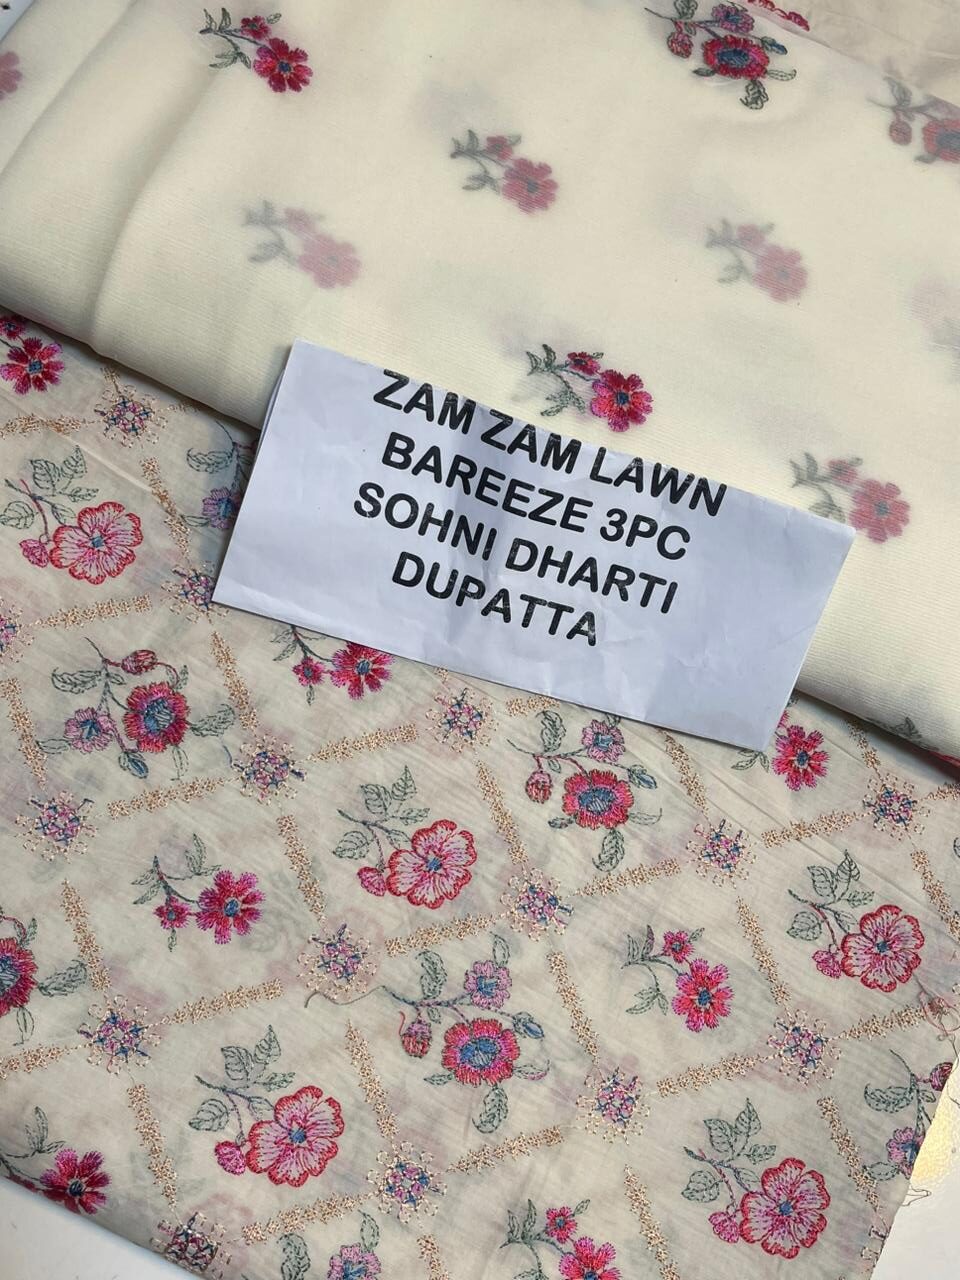 ZAM ZAM LAWN
BAREEZE 3PC
SOHNI DHARTI
DUPATTA